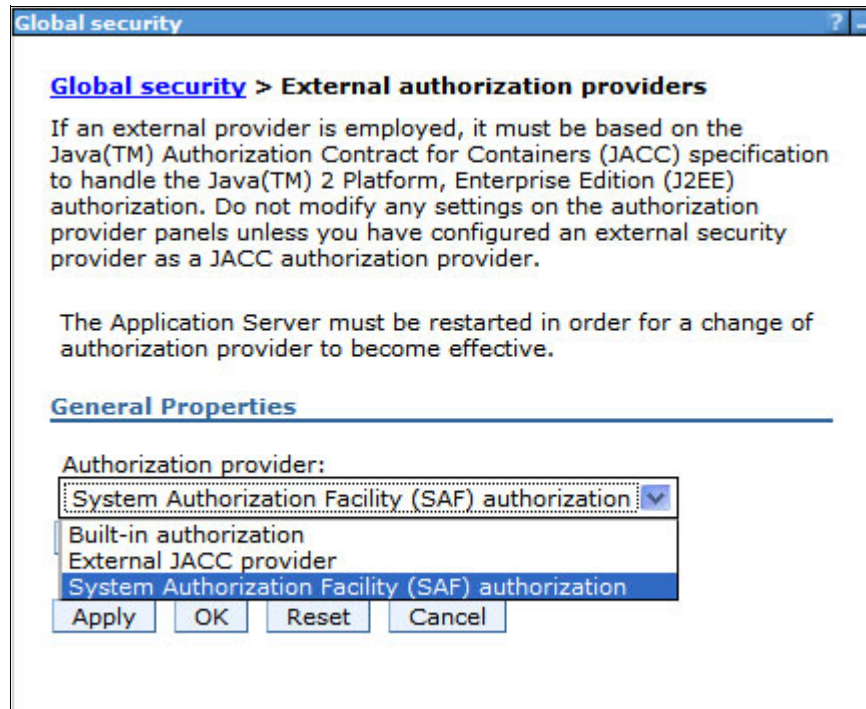 Global security
Global security > External authorization providers
If an external provider is employed, it must be based on the
Java(TM) Authorization Contract for Containers (JACC) specification
to handle the Java(TM) 2 Platform, Enterprise Edition (J2EE)
authorization. Do not modify any settings on the authorization
provider panels unless you have configured an external security
provider as a JACC authorization provider.
The Application Server must be restarted in order for a change of
authorization provider to become effective.
General Properties
Authorization provider:
System Authorization Facility (SAF) authorization
Built-in authorization
External JACC provider
System Authorization Facility (SAF) authorization
Apply OK Reset Cancel